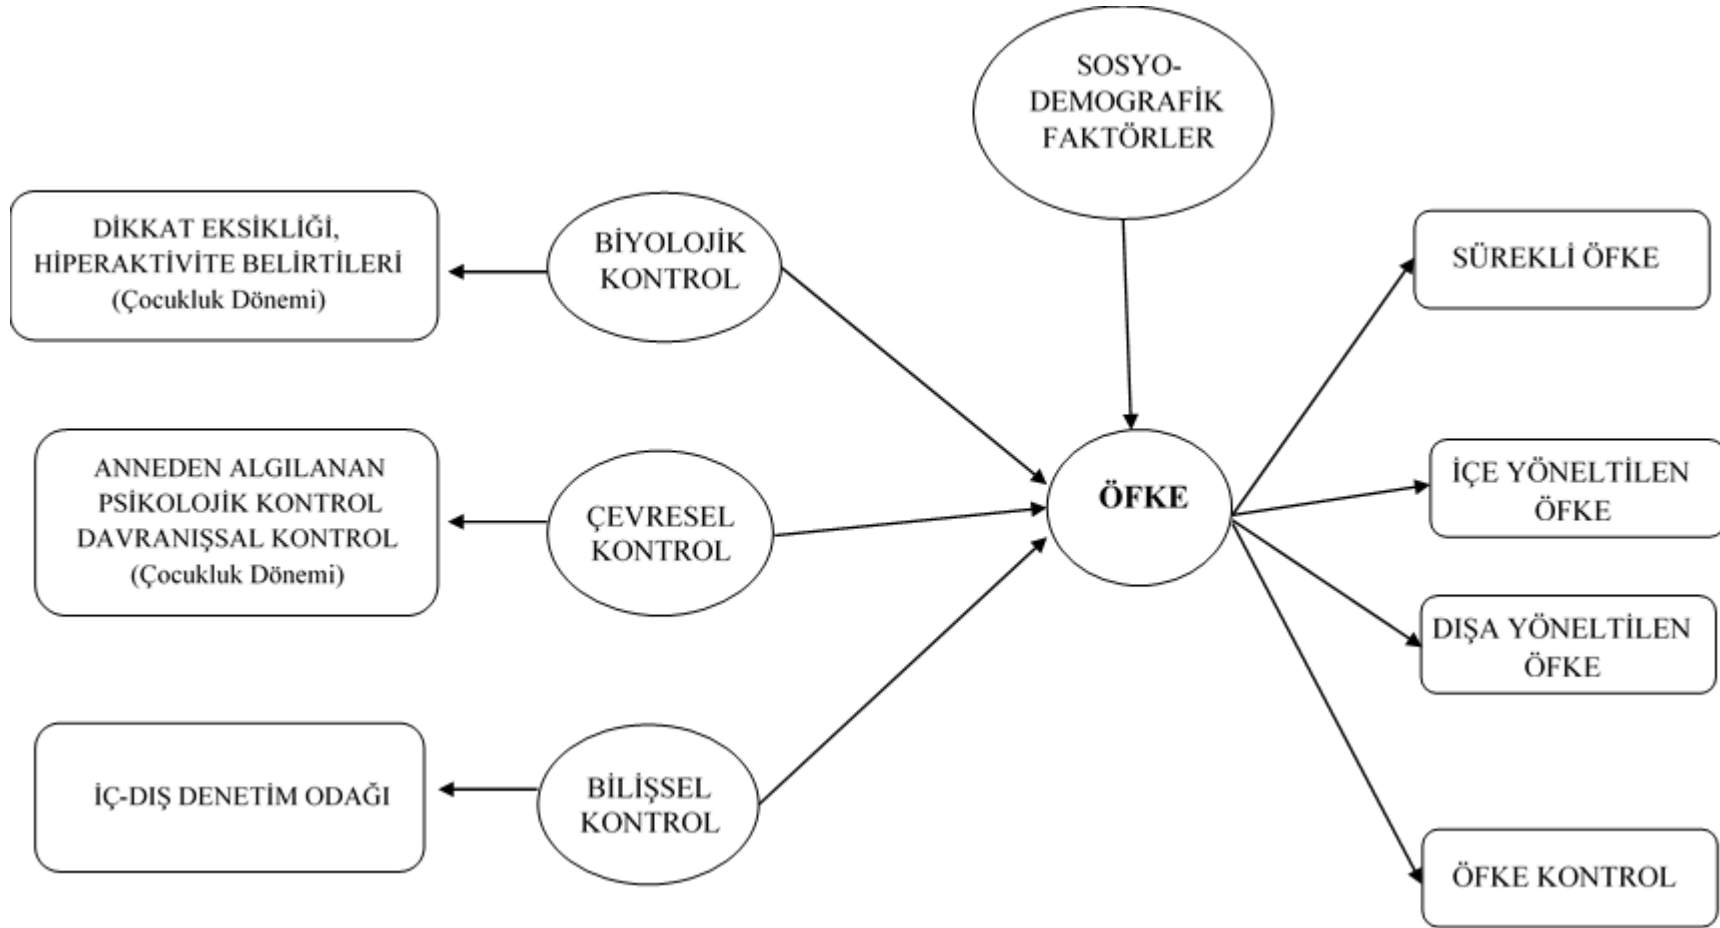 SOSYO-
DEMOGRAFİK
FAKTÖRLER
DİKKAT EKSİKLİĞİ,
HİPERAKTİVİTE BELİRTİLERİ
(Çocukluk Dönemi)
BİYOLOJİK
KONTROL
SÜREKLİ ÖFKE
ANNEDEN ALGILANAN
PSİKOLOJİK KONTROL
DAVRANIŞSAL KONTROL
(Çocukluk Dönemi)
ÇEVRESEL
KONTROL
ÖFKE
İÇE YÖNELTİLEN
ÖFKE
DIŞA YÖNELTİLEN
ÖFKE
İÇ-DIŞ DENETİM ODAĞI
BİLİŞSEL
KONTROL
ÖFKE KONTROL